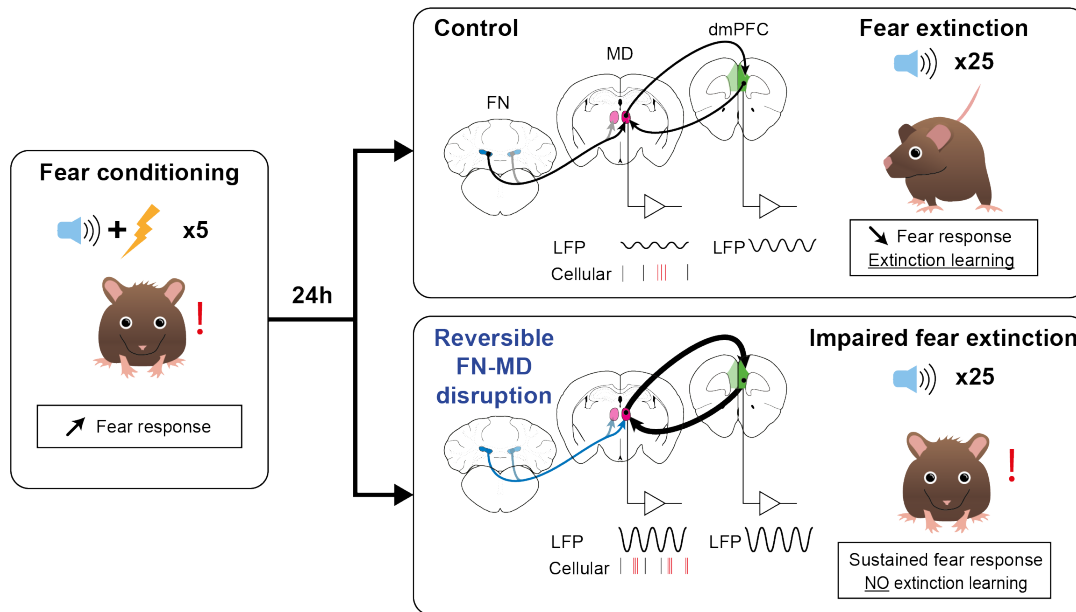 Fear conditioning
+
x5
!
Fear response
24h
Control
FN
MD
dmPFC
LFP
LFP
Cellular
Fear extinction
x25
Fear response
Extinction learning
Reversible
FN-MD
disruption
LFP
LFP
Cellular
Impaired fear extinction
x25
!
Sustained fear response
NO extinction learning